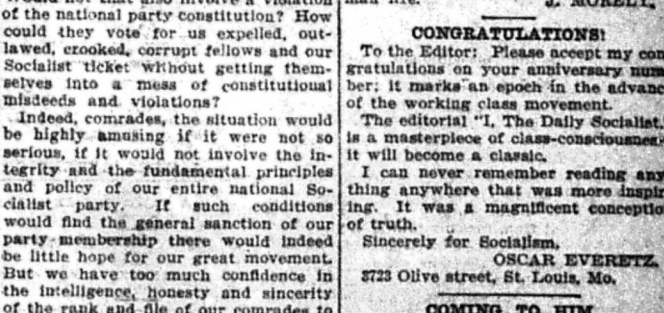 would not that also involve a violation
of the national party constitution? How
could they vote for us expelled, out-
lawed, crooked, corrupt fellows and our
Socialist ticket without getting them-
selves into a mess of constitutional
misdeeds and violations?
Indeed, comrades, the situation would
be highly amusing if it were not so
serious, if it would not involve the in-
tegrity and the fundamental principles
and policy of our entire national So-
cialist party. If such conditions
would find the general sanction of our
party membership there would indeed
be little hope for our great movement.
But we have too much confidence in
the intelligence, honesty and sincerity
of the rank and file of our comrades to
J. MORELY.
CONGRATULATIONS!
To the Editor: Please accept my con
gratulations on your anniversary num
ber; it marks an epoch in the advanc
of the working class movement.
The editorial "I, The Daily Socialist,
is a masterpiece of class-consciousnes
it will become a classic.
I can never remember reading any
thing anywhere that was more inspir
ing. It was a magnificent conceptio
of truth.
Sincerely for Socialism,
OSCAR EVERETZ.
3723 Olive street, St. Louis, Mo.
COMING TO HIM